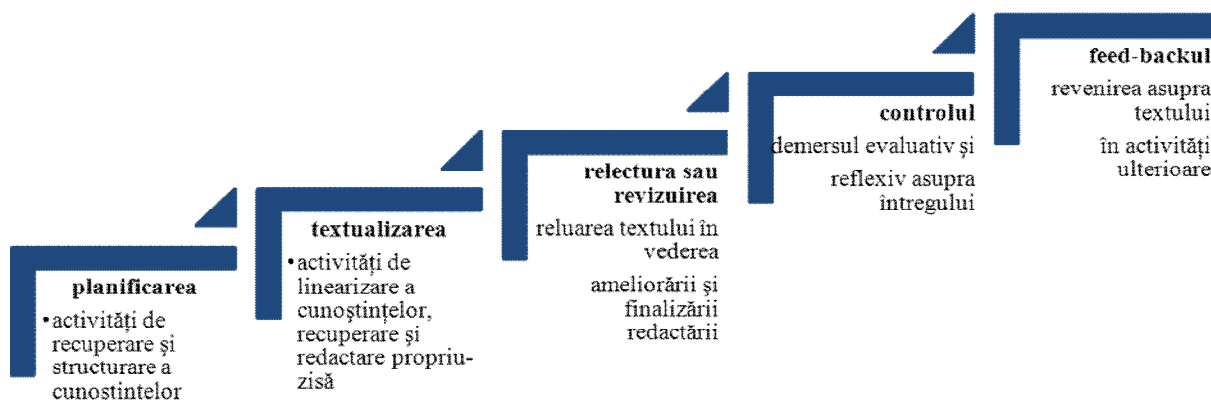 planificarea
•activități de
recuperare și
structurare a
cunostintelor
textualizarea
•activități de
linearizare a
cunoștințelor,
recuperare și
redactare propriu-
zisă
relectura sau
revizuirea
reluarea textului în
vederea
ameliorării și
finalizării
redactării
controlul
demersul evaluativ și
reflexiv asupra
întregului
feed-backul
revenirea asupra
textului
în activități
ulterioare